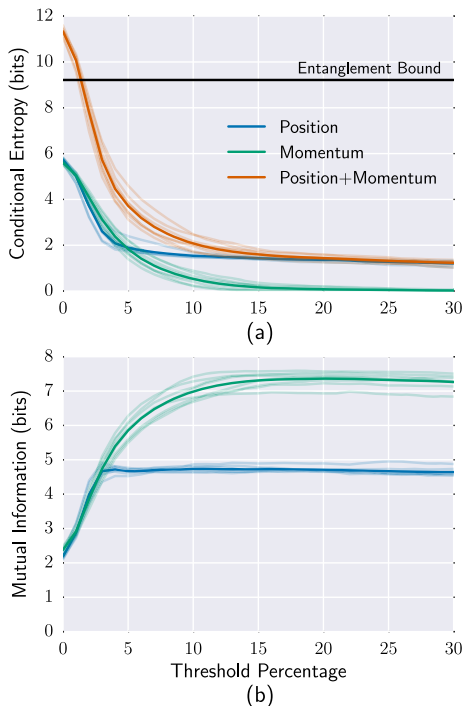 Conditional Entropy (bits)
12
10
8
6
4
2
0
Entanglement Bound
Position
Momentum
Position+Momentum
0 5 10 15 20 25 30
(a)
Mutual Information (bits)
8
7
6
5
4
3
2
1
0
0 5 10 15 20 25 30
Threshold Percentage
(b)